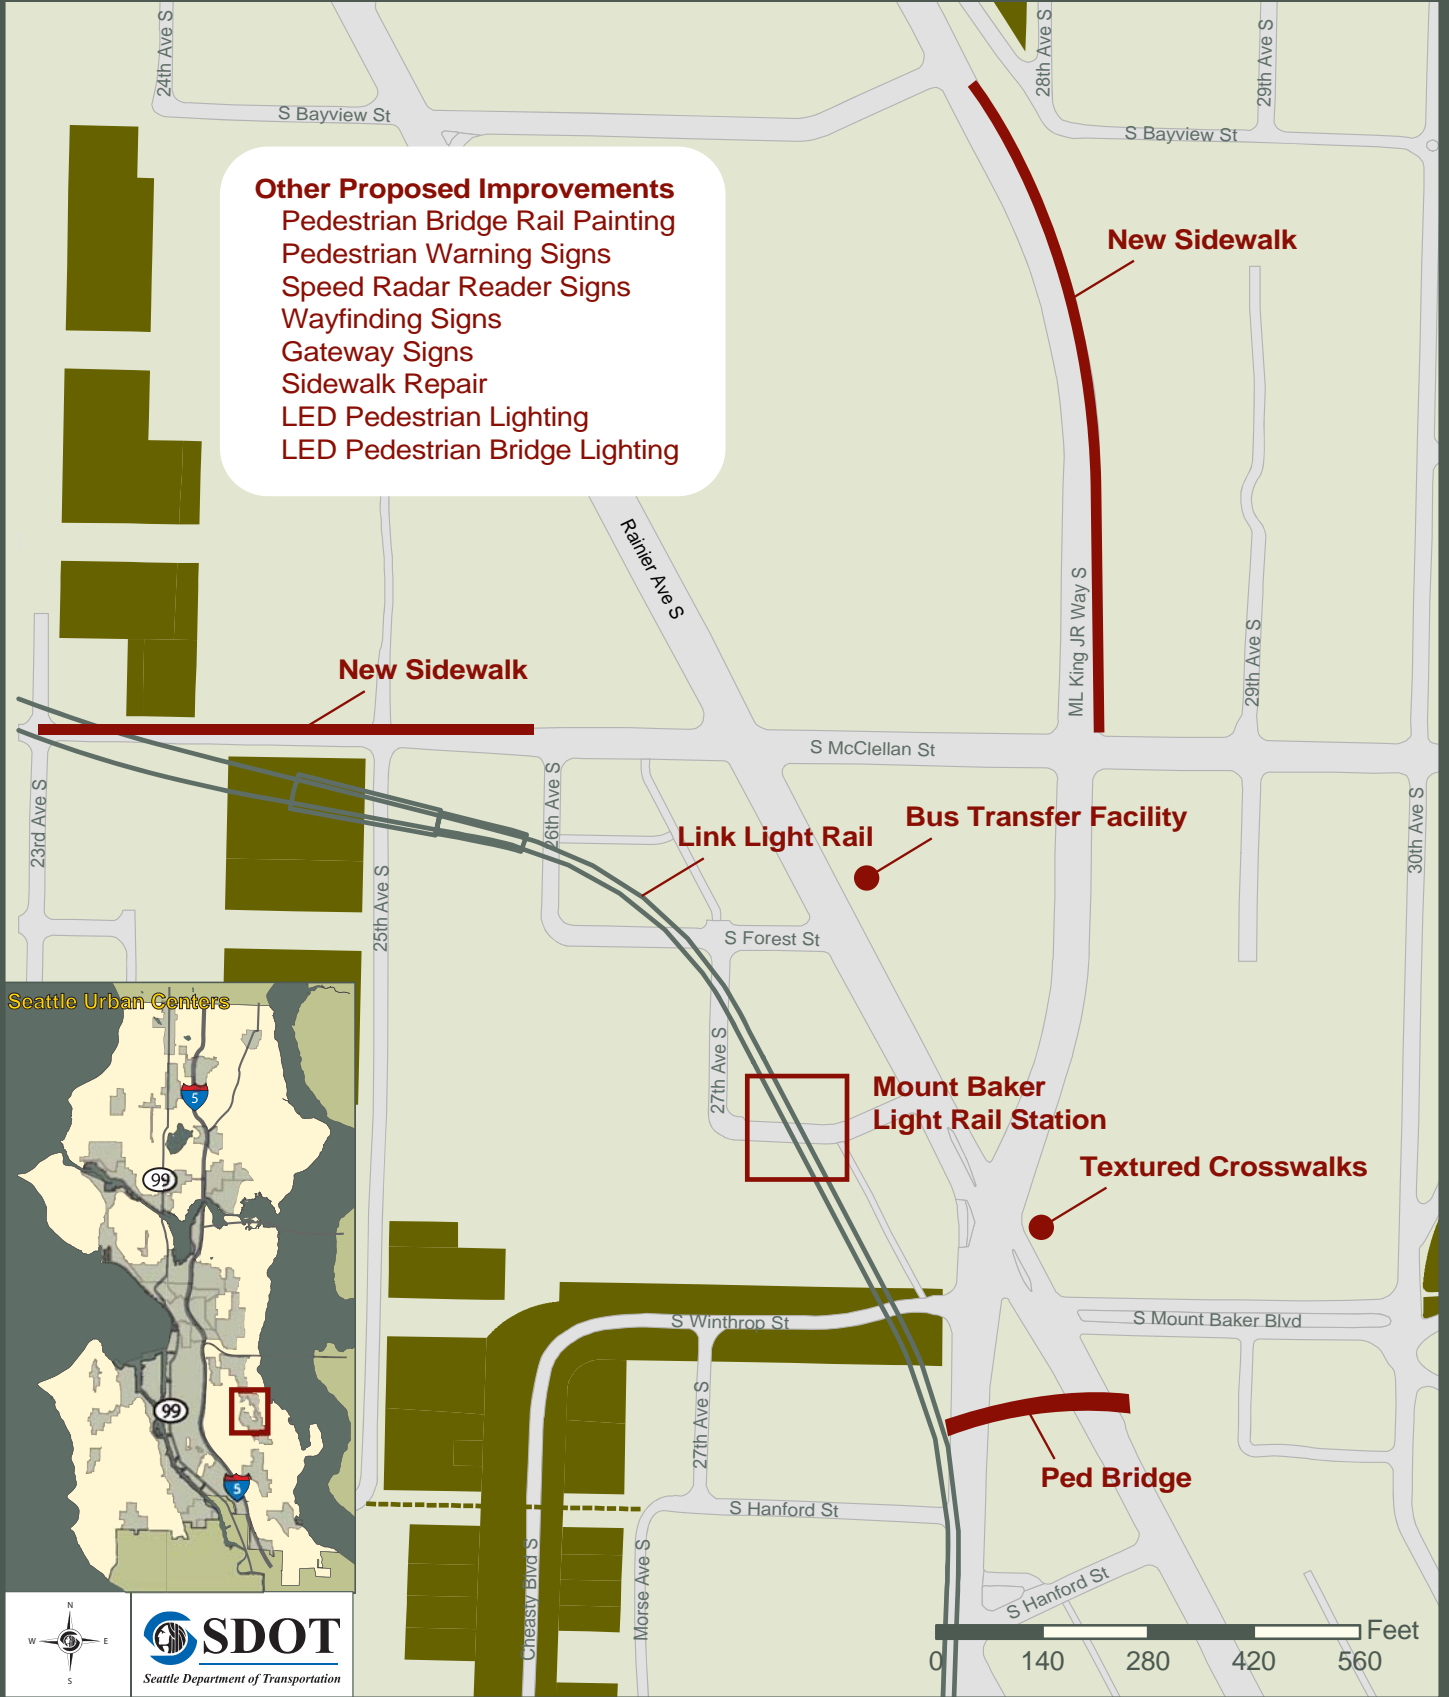 24th Ave S
S Bayview St
28th Ave S
29th Ave S
S Bayview St
Other Proposed Improvements
Pedestrian Bridge Rail Painting
Pedestrian Warning Signs
Speed Radar Reader Signs
Wayfinding Signs
Gateway Signs
Sidewalk Repair
LED Pedestrian Lighting
LED Pedestrian Bridge Lighting
New Sidewalk
Rainier Ave S
ML King JR Way S
29th Ave S
New Sidewalk
S McClellan St
23rd Ave S
26th Ave S
Link Light Rail
Bus Transfer Facility
30th Ave S
25th Ave S
S Forest St
27th Ave S
Mount Baker
Light Rail Station
Textured Crosswalks
Seattle Urban Centers
5
99
99
5
S Winthrop St
S Mount Baker Blvd
27th Ave S
Ped Bridge
S Hanford St
Cheasty Blvd S
Morse Ave S
S Hanford St
N
W
E
S
SDOT
Seattle Department of Transportation
Feet
0 140 280 420 560